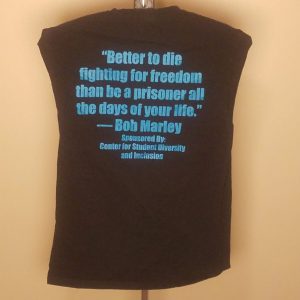 “Better to die
fighting for freedom
than be a prisoner all
the days of your life.”
— Bob Marley
Sponsored By:
Center for Student Diversity
and Inclusion